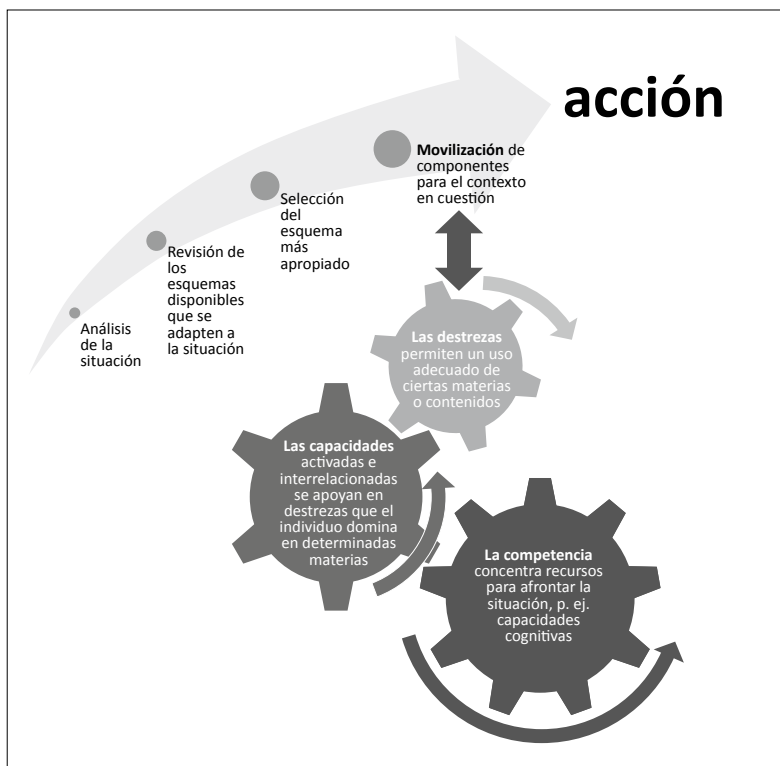 acción
Movilización de
componentes
para el contexto
en cuestión
Selección
del
esquema
más
apropiado
Revisión de
los
esquemas
disponibles
que se
adapten a
la situación
Análisis
de la
situación
Las destrezas
permiten un uso
adecuado de
ciertas materias
o contenidos
Las capacidades
activadas e
interrelacionadas
se apoyan en
destrezas que el
individuo domina
en determinadas
materias
La competencia
concentra recursos
para afrontar la
situación, p. ej.
capacidades
cognitivas